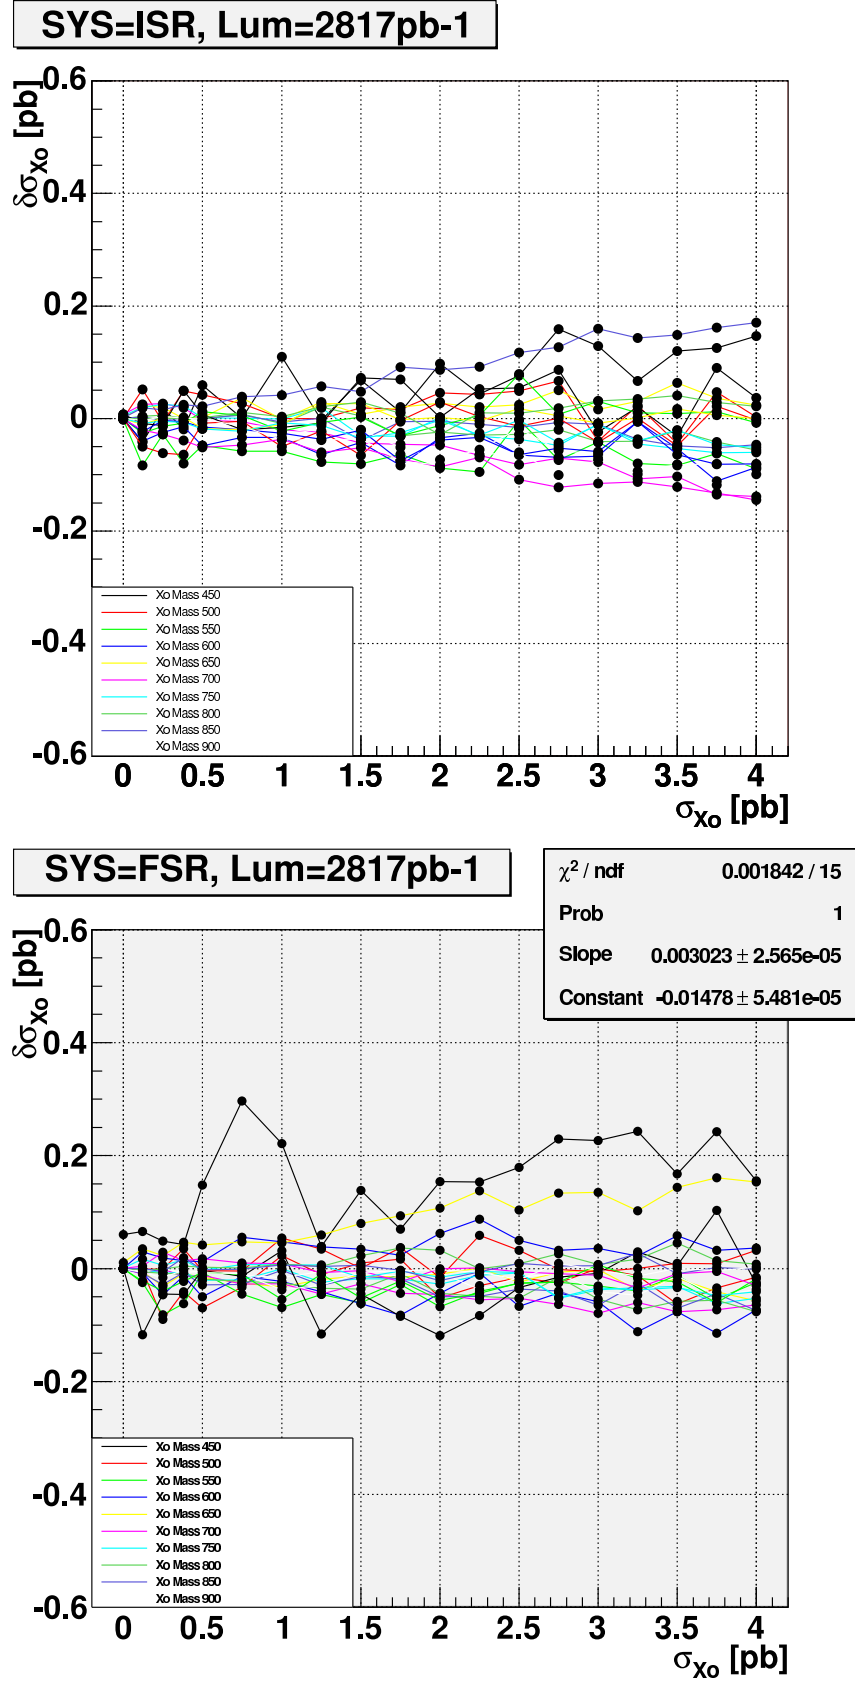 SYS=ISR, Lum=2817pb-1
δσXo [pb]
0.6
0.4
0.2
0
-0.2
-0.4
-0.6
Xo Mass 450
Xo Mass 500
Xo Mass 550
Xo Mass 600
Xo Mass 650
Xo Mass 700
Xo Mass 750
Xo Mass 800
Xo Mass 850
Xo Mass 900
0 0.5 1 1.5 2 2.5 3 3.5 4
σXo [pb]
SYS=FSR, Lum=2817pb-1
χ² / ndf 0.001842 / 15
Prob 1
Slope 0.003023 ± 2.565e-05
Constant -0.01478 ± 5.481e-05
δσXo [pb]
0.6
0.4
0.2
0
-0.2
-0.4
-0.6
Xo Mass 450
Xo Mass 500
Xo Mass 550
Xo Mass 600
Xo Mass 650
Xo Mass 700
Xo Mass 750
Xo Mass 800
Xo Mass 850
Xo Mass 900
0 0.5 1 1.5 2 2.5 3 3.5 4
σXo [pb]